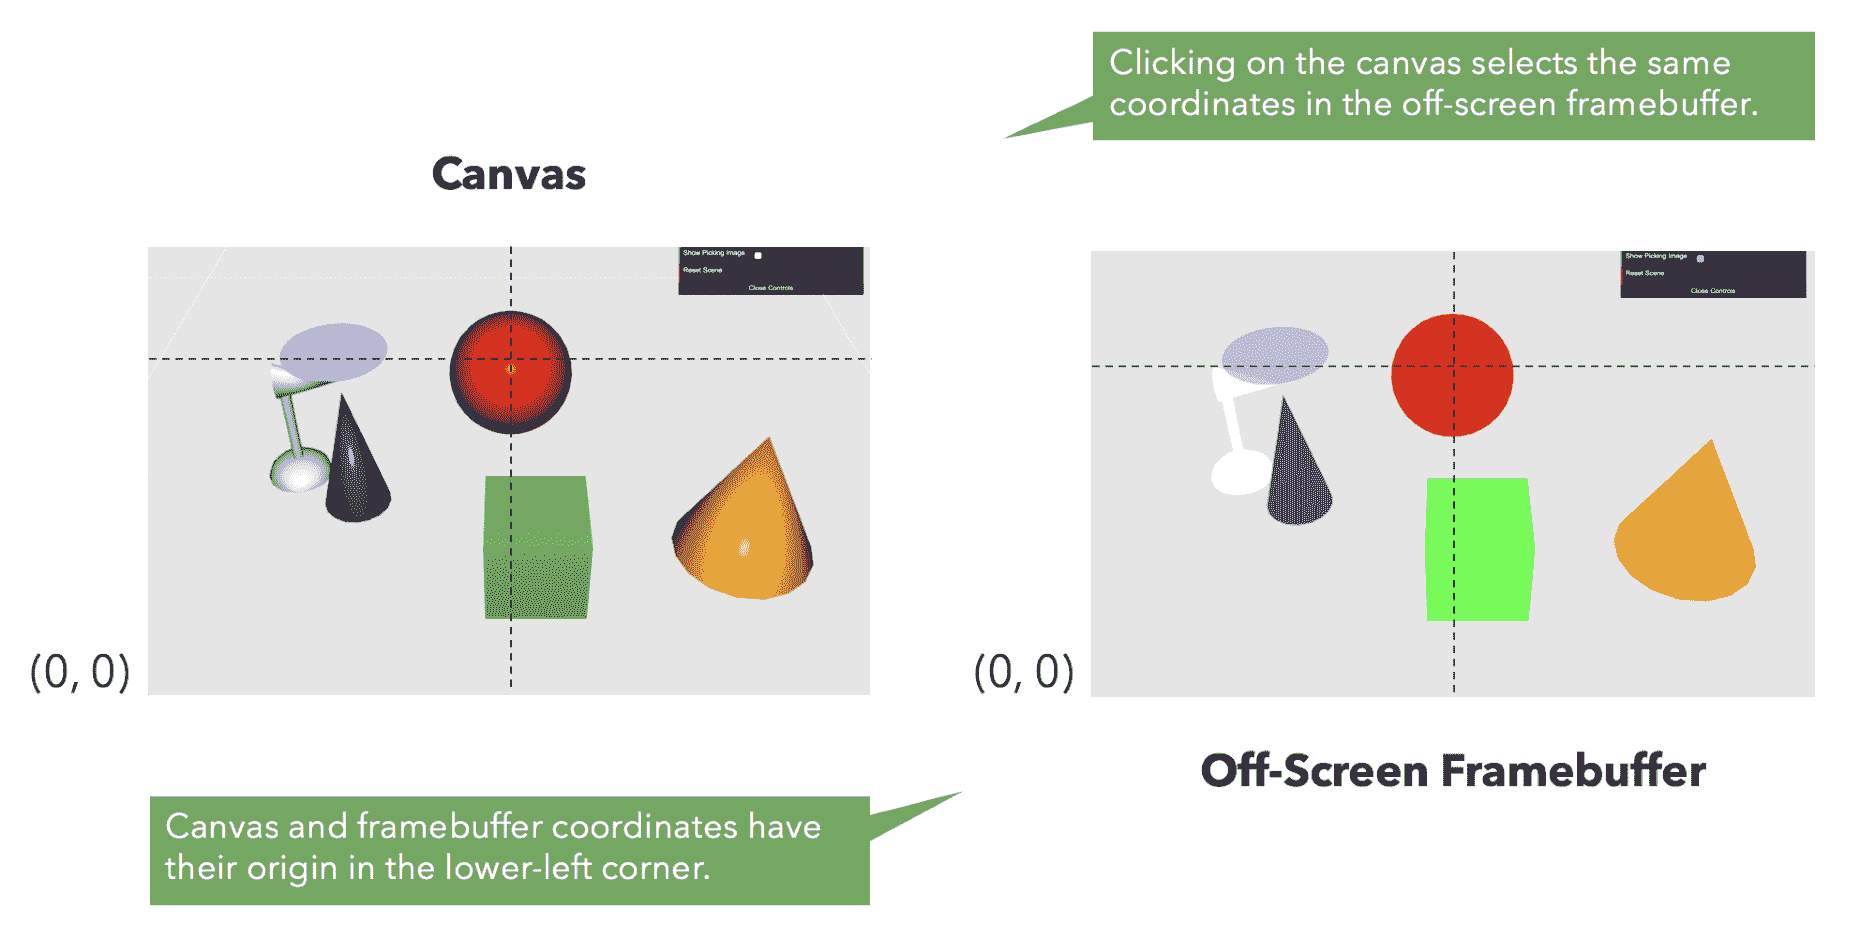 Clicking on the canvas selects the same
coordinates in the off-screen framebuffer.
Canvas
Show Picking Image
Reset Scene
Close Controls
Show Picking Image
Reset Scene
Close Controls
(0, 0)
(0, 0)
Off-Screen Framebuffer
Canvas and framebuffer coordinates have
their origin in the lower-left corner.